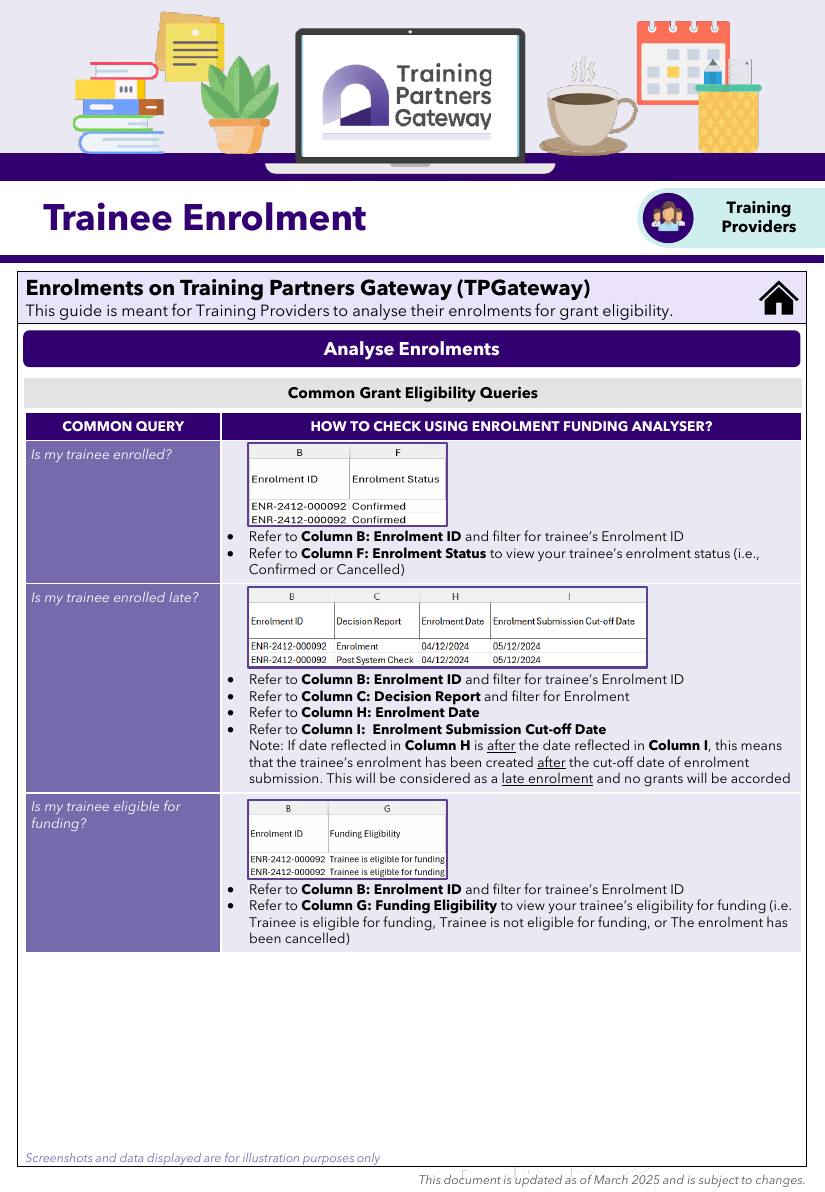 Training
Partners
Gateway
Trainee Enrolment
Training
Providers
Enrolments on Training Partners Gateway (TPGateway)
This guide is meant for Training Providers to analyse their enrolments for grant eligibility.
Analyse Enrolments
Common Grant Eligibility Queries
COMMON QUERY HOW TO CHECK USING ENROLMENT FUNDING ANALYSER?
Is my trainee enrolled?
B F
Enrolment ID Enrolment Status
ENR-2412-000092 Confirmed
ENR-2412-000092 Confirmed
• Refer to Column B: Enrolment ID and filter for trainee's Enrolment ID
• Refer to Column F: Enrolment Status to view your trainee's enrolment status (i.e.,
Confirmed or Cancelled)
Is my trainee enrolled late?
B C H I
Enrolment ID Decision Report Enrolment Date Enrolment Submission Cut-off Date
ENR-2412-000092 Enrolment 04/12/2024 05/12/2024
ENR-2412-000092 Post System Check 04/12/2024 05/12/2024
• Refer to Column B: Enrolment ID and filter for trainee's Enrolment ID
• Refer to Column C: Decision Report and filter for Enrolment
• Refer to Column H: Enrolment Date
• Refer to Column I: Enrolment Submission Cut-off Date
Note: If date reflected in Column H is after the date reflected in Column I, this means
that the trainee's enrolment has been created after the cut-off date of enrolment
submission. This will be considered as a late enrolment and no grants will be accorded
Is my trainee eligible for
funding?
B G
Enrolment ID Funding Eligibility
ENR-2412-000092 Trainee is eligible for funding
ENR-2412-000092 Trainee is eligible for funding
• Refer to Column B: Enrolment ID and filter for trainee's Enrolment ID
• Refer to Column G: Funding Eligibility to view your trainee's eligibility for funding (i.e.
Trainee is eligible for funding, Trainee is not eligible for funding, or The enrolment has
been cancelled)
Screenshots and data displayed are for illustration purposes only
This document is updated as of March 2025 and is subject to changes.